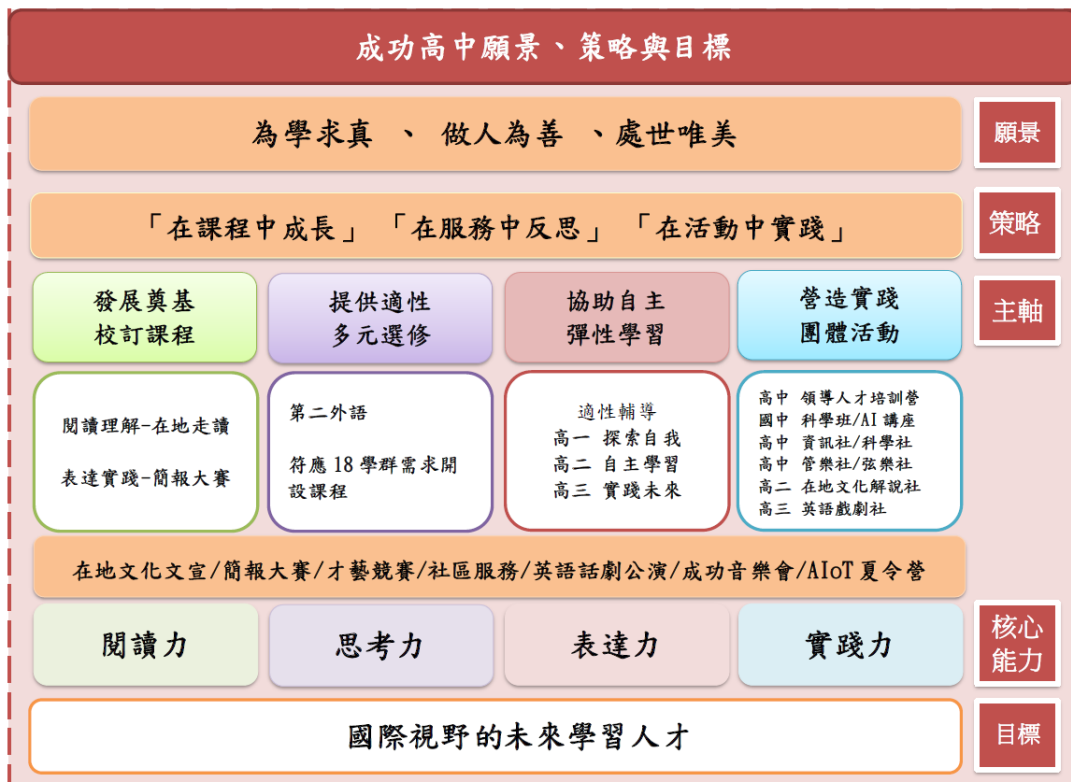 成功高中願景、策略與目標
為學求真 、 做人為善 、處世唯美
願景
「在課程中成長」 「在服務中反思」 「在活動中實踐」
策略
發展奠基
校訂課程
提供適性
多元選修
協助自主
彈性學習
營造實踐
團體活動
主軸
閱讀理解-在地走讀
表達實踐-簡報大賽
第二外語
符應 18 學群需求開
設課程
適性輔導
高一 探索自我
高二 自主學習
高三 實踐未來
高中 領導人才培訓營
國中 科學班/AI 講座
高中 資訊社/科學社
高中 管樂社/弦樂社
高二 在地文化解說社
高三 英語戲劇社
在地文化文宣/簡報大賽/才藝競賽/社區服務/英語話劇公演/成功音樂會/AIoT 夏令營
閱讀力
思考力
表達力
實踐力
核心
能力
國際視野的未來學習人才
目標